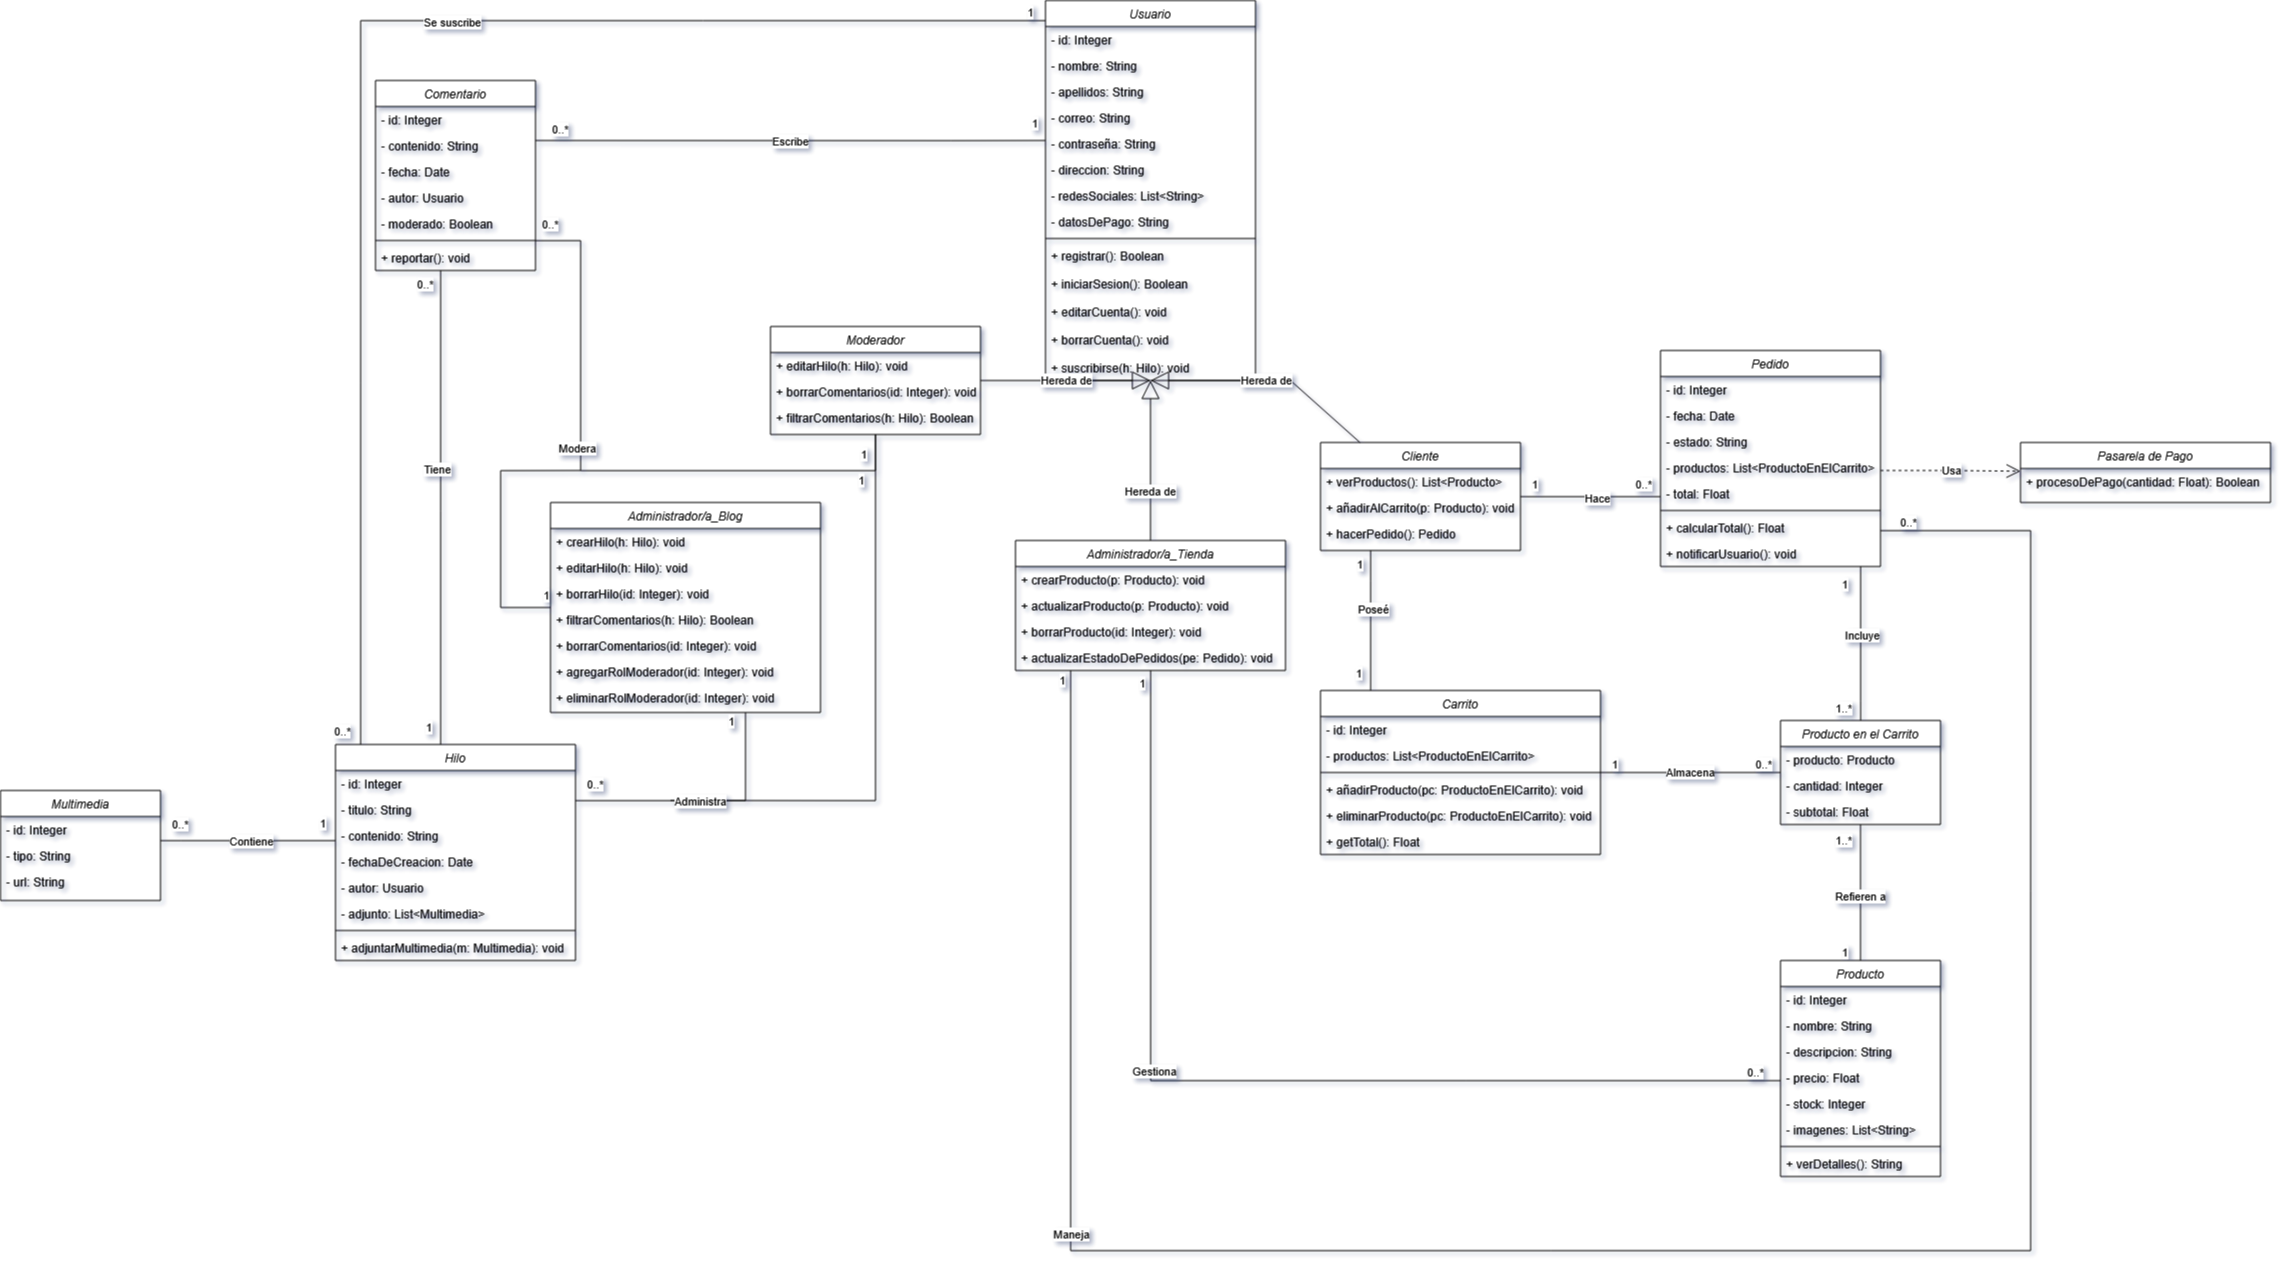 Se suscribe
1
0..*
Usuario
- id: Integer
- nombre: String
- apellidos: String
- correo: String
- contraseña: String
- direccion: String
- redesSociales: List<String>
- datosDePago: String
+ registrar(): Boolean
+ iniciarSesion(): Boolean
+ editarCuenta(): void
+ borrarCuenta(): void
+ suscribirse(h: Hilo): void
Comentario
- id: Integer
- contenido: String
- fecha: Date
- autor: Usuario
- moderado: Boolean
+ reportar(): void
0..*
Escribe
1
0..*
Modera
1
1
0..*
Tiene
1
Moderador
+ editarHilo(h: Hilo): void
+ borrarComentarios(id: Integer): void
+ filtrarComentarios(h: Hilo): Boolean
Hereda de
Hereda de
Hereda de
1
Administrador/a_Blog
+ crearHilo(h: Hilo): void
+ editarHilo(h: Hilo): void
+ borrarHilo(id: Integer): void
+ filtrarComentarios(h: Hilo): Boolean
+ borrarComentarios(id: Integer): void
+ agregarRolModerador(id: Integer): void
+ eliminarRolModerador(id: Integer): void
1
0..*
Administra
Hilo
- id: Integer
- titulo: String
- contenido: String
- fechaDeCreacion: Date
- autor: Usuario
- adjunto: List<Multimedia>
+ adjuntarMultimedia(m: Multimedia): void
Multimedia
- id: Integer
- tipo: String
- url: String
0..*
Contiene
1
Administrador/a_Tienda
+ crearProducto(p: Producto): void
+ actualizarProducto(p: Producto): void
+ borrarProducto(id: Integer): void
+ actualizarEstadoDePedidos(pe: Pedido): void
1
1
Cliente
+ verProductos(): List<Producto>
+ añadirAlCarrito(p: Producto): void
+ hacerPedido(): Pedido
1
Hace
0..*
Pedido
- id: Integer
- fecha: Date
- estado: String
- productos: List<ProductoEnElCarrito>
- total: Float
+ calcularTotal(): Float
+ notificarUsuario(): void
Usa
Pasarela de Pago
+ procesoDePago(cantidad: Float): Boolean
0..*
1
Poseé
1
1
Incluye
1..*
Carrito
- id: Integer
- productos: List<ProductoEnElCarrito>
+ añadirProducto(pc: ProductoEnElCarrito): void
+ eliminarProducto(pc: ProductoEnElCarrito): void
+ getTotal(): Float
1
Almacena
0..*
Producto en el Carrito
- producto: Producto
- cantidad: Integer
- subtotal: Float
1..*
Refieren a
1
Producto
- id: Integer
- nombre: String
- descripcion: String
- precio: Float
- stock: Integer
- imagenes: List<String>
+ verDetalles(): String
Gestiona
0..*
Maneja